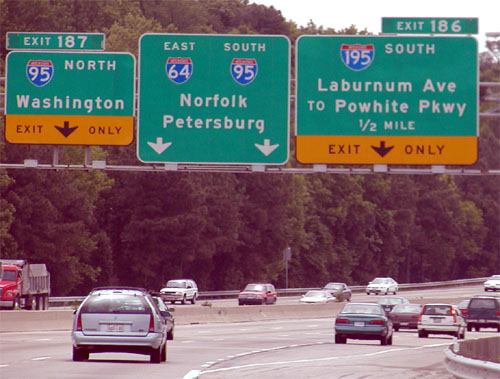 EXIT 187
95 NORTH
Washington
EXIT ONLY
EAST SOUTH
64 95
Norfolk
Petersburg
EXIT 186
195 SOUTH
Laburnum Ave
TO Powhite Pkwy
1/2 MILE
EXIT ONLY